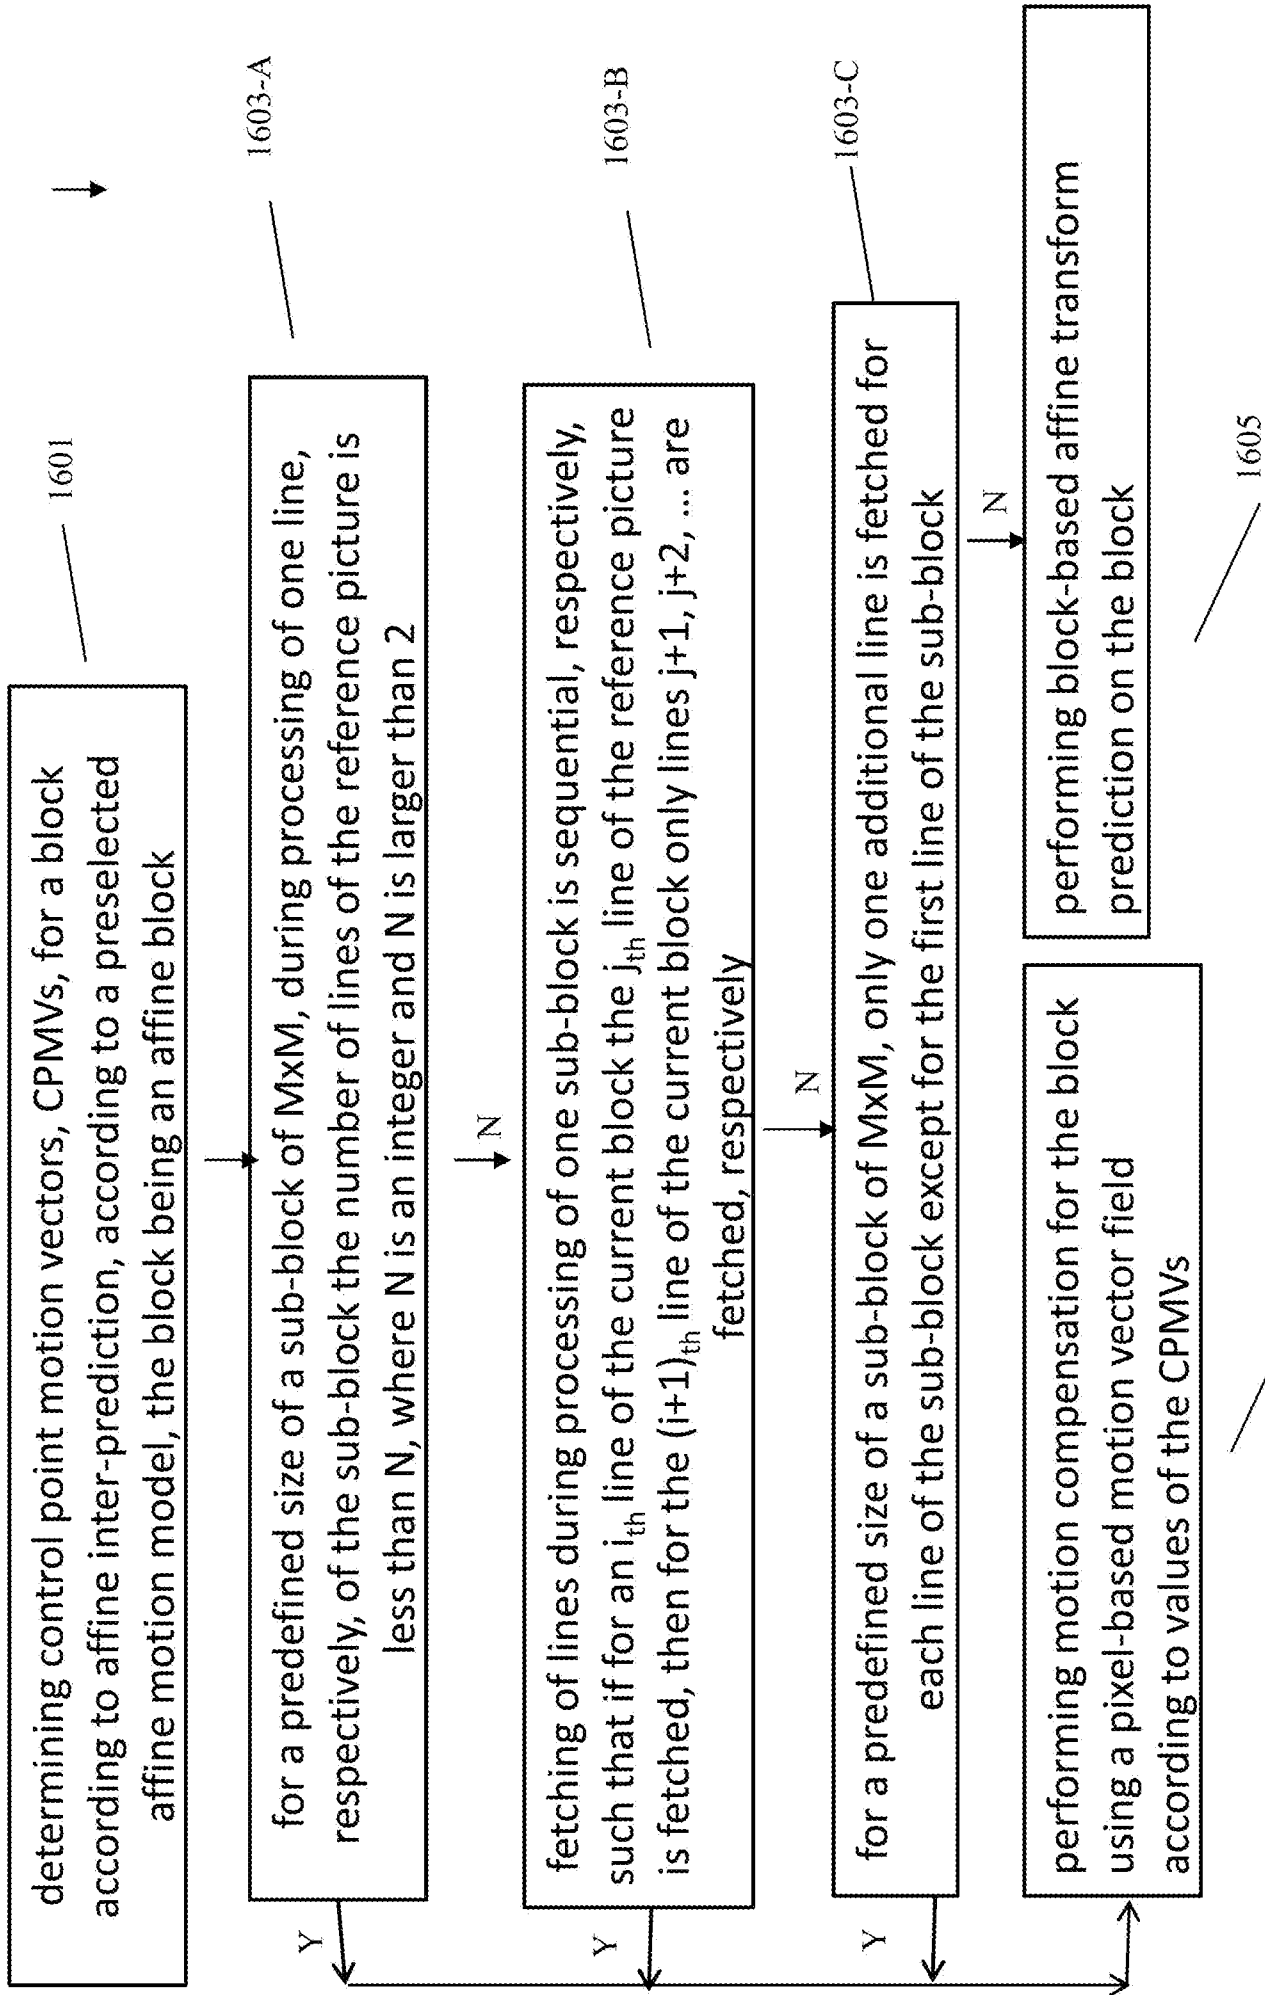 determining control point motion vectors, CPMVs, for a block
according to affine inter-prediction, according to a preselected
affine motion model, the block being an affine block
1601
for a predefined size of a sub-block of MxM, during processing of one line,
respectively, of the sub-block the number of lines of the reference picture is
less than N, where N is an integer and N is larger than 2
1603-A
Y
N
fetching of lines during processing of one sub-block is sequential, respectively,
such that if for an ith line of the current block the jth line of the reference picture
is fetched, then for the (i+1)th line of the current block only lines j+1, j+2, ... are
fetched, respectively
1603-B
Y
N
for a predefined size of a sub-block of MxM, only one additional line is fetched for
each line of the sub-block except for the first line of the sub-block
1603-C
Y
N
performing motion compensation for the block
using a pixel-based motion vector field
according to values of the CPMVs
performing block-based affine transform
prediction on the block
1605